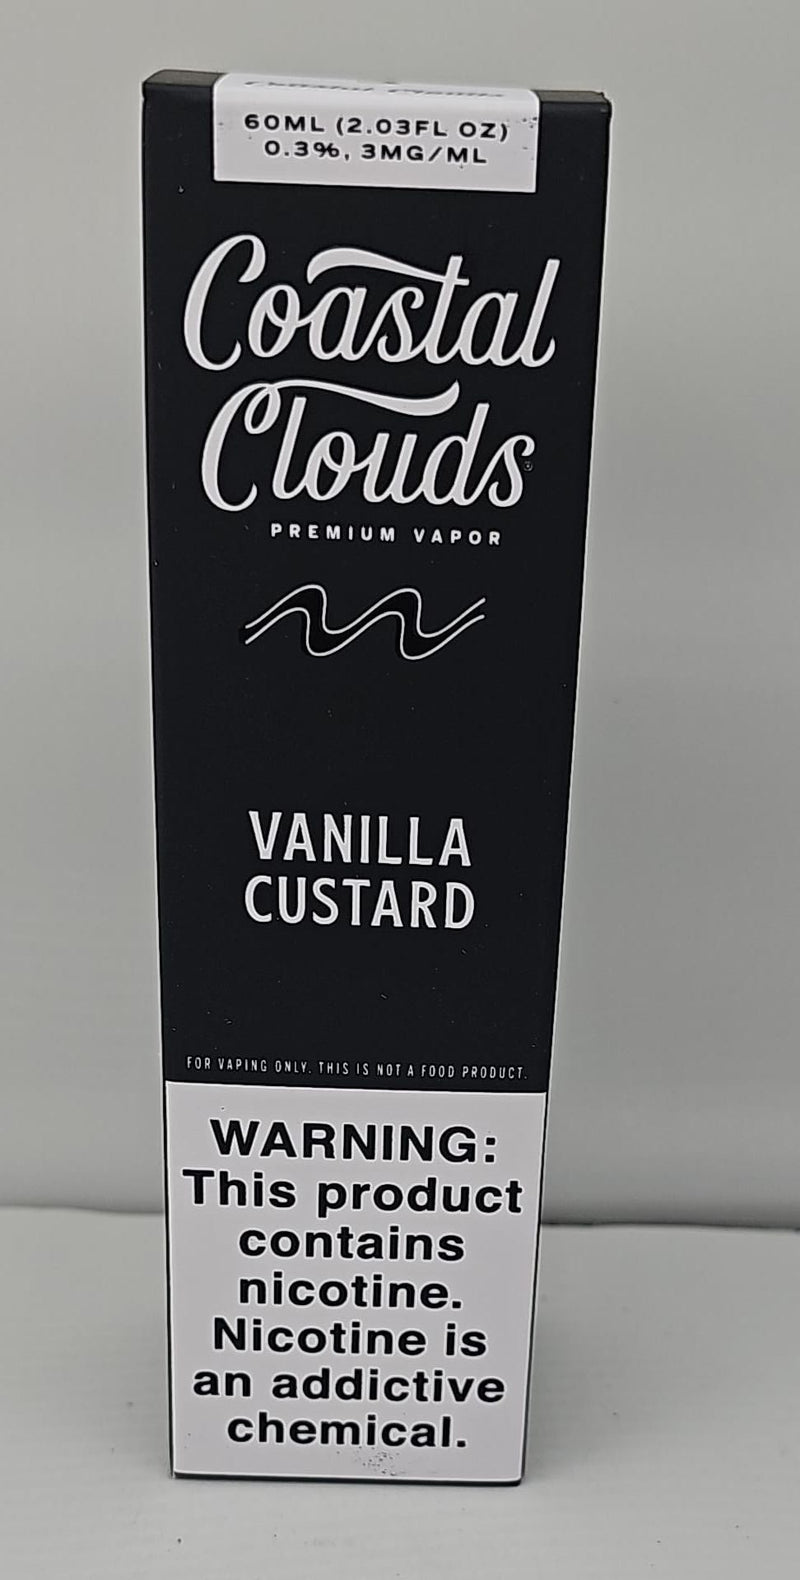 60ML (2.03FL OZ)
0.3%, 3MG/ML
Coastal
Clouds
PREMIUM VAPOR
VANILLA
CUSTARD
FOR VAPING ONLY. THIS IS NOT A FOOD PRODUCT.
WARNING:
This product
contains
nicotine.
Nicotine is
an addictive
chemical.